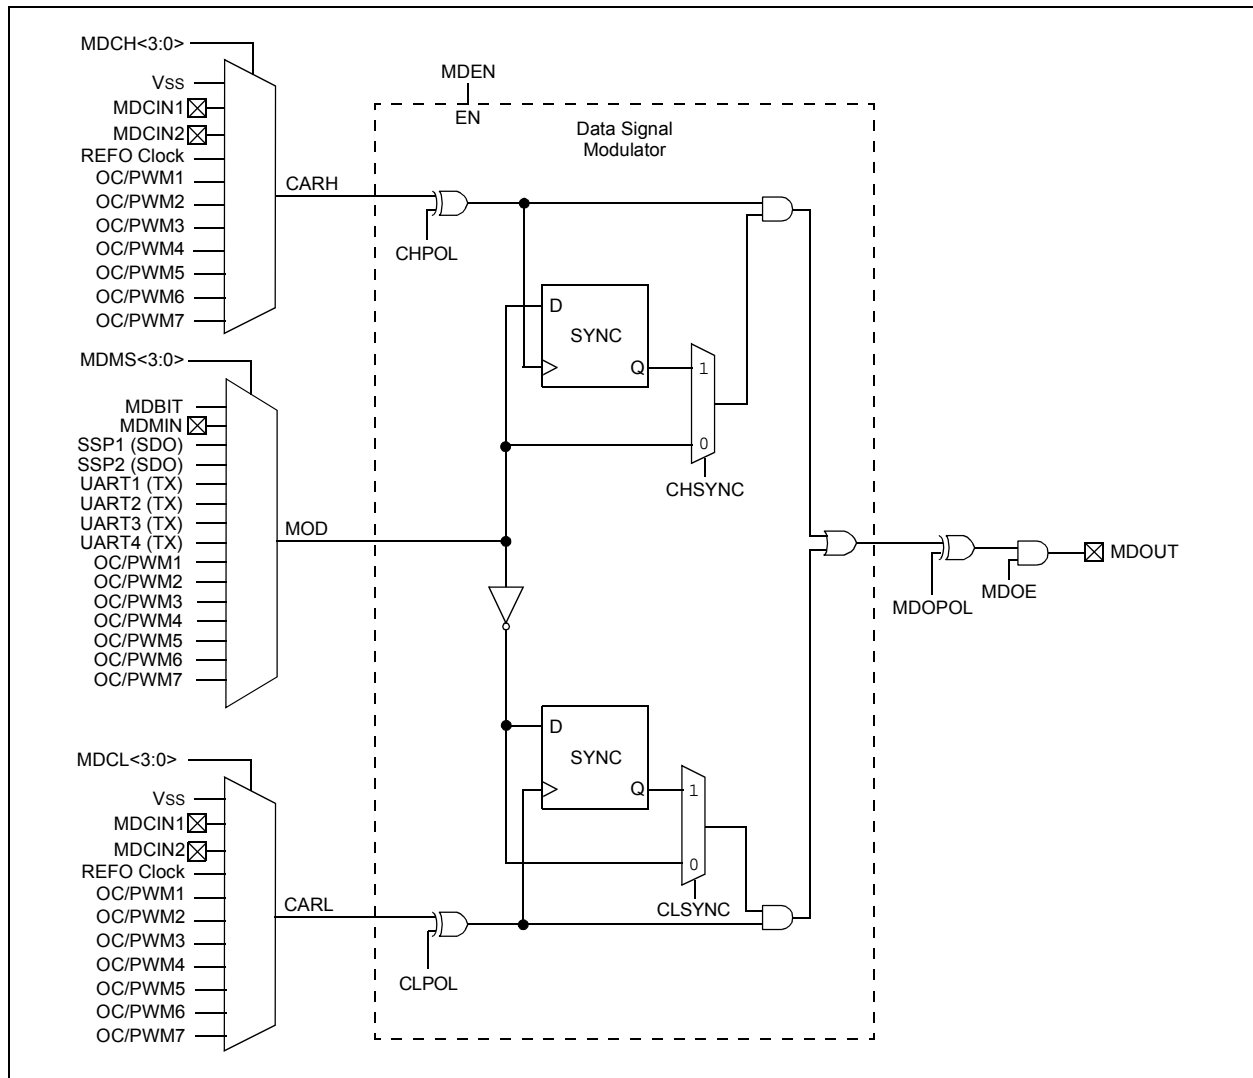 MDCH<3:0>
VSS
MDCIN1
MDCIN2
REFO Clock
OC/PWM1
OC/PWM2
OC/PWM3
OC/PWM4
OC/PWM5
OC/PWM6
OC/PWM7
CARH
MDEN
EN
Data Signal
Modulator
CHPOL
D
SYNC
Q
1
0
CHSYNC
MDMS<3:0>
MDBIT
MDMIN
SSP1 (SDO)
SSP2 (SDO)
UART1 (TX)
UART2 (TX)
UART3 (TX)
UART4 (TX)
OC/PWM1
OC/PWM2
OC/PWM3
OC/PWM4
OC/PWM5
OC/PWM6
OC/PWM7
MOD
MDOPOL
MDOE
MDOUT
D
SYNC
Q
1
0
CLSYNC
MDCL<3:0>
VSS
MDCIN1
MDCIN2
REFO Clock
OC/PWM1
OC/PWM2
OC/PWM3
OC/PWM4
OC/PWM5
OC/PWM6
OC/PWM7
CARL
CLPOL